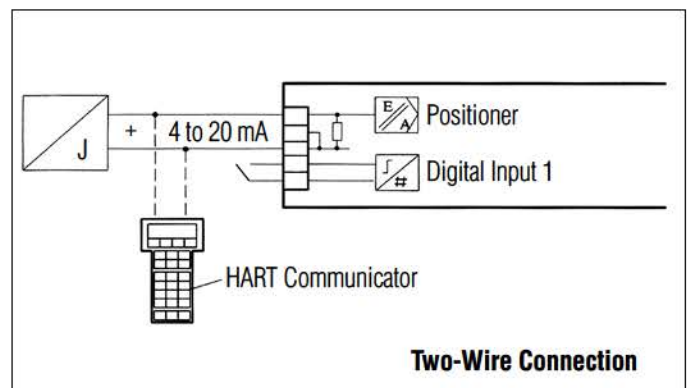 E
A
Positioner
J
+ 4 to 20 mA
#
Digital Input 1
HART Communicator
Two-Wire Connection